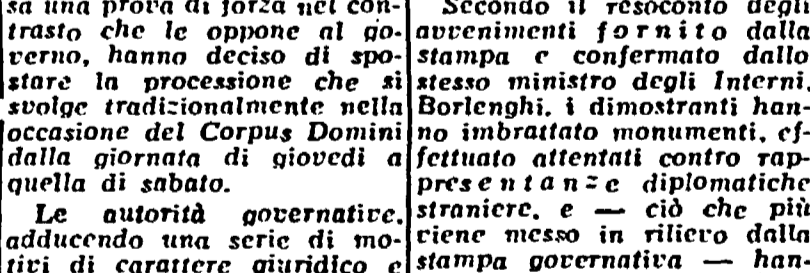 sa una prova di forza nel con-
trasto che le oppone al go-
verno, hanno deciso di spo-
stare la processione che si
svolge tradizionalmente nella
occasione del Corpus Domini
dalla giornata di giovedì a
quella di sabato.
Le autorità governative,
adducendo una serie di mo-
tivi di carattere giuridico e
Secondo il resoconto degli
avvenimenti fornito dalla
stampa e confermato dallo
stesso ministro degli Interni,
Borlenghi, i dimostranti han-
no imbrattato monumenti, ef-
fettuato attentati contro rap-
presentanze diplomatiche
straniere, e — ciò che più
viene messo in rilievo dalla
stampa governativa — han-